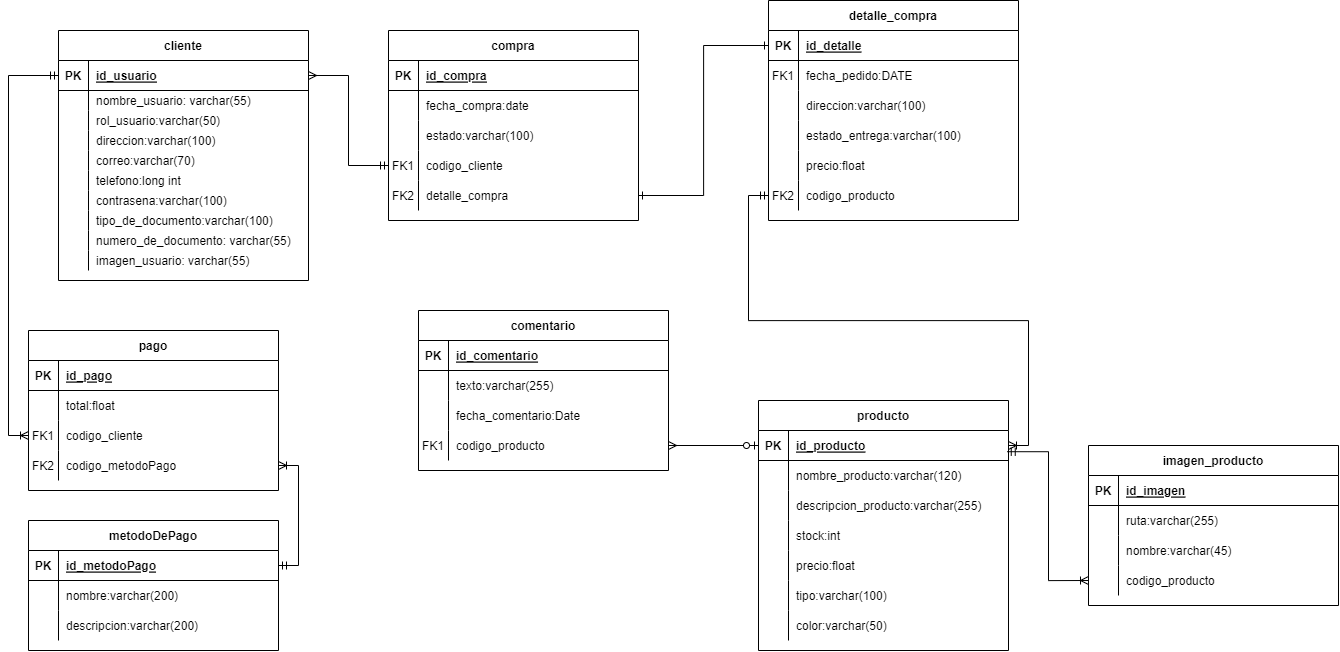 cliente
PK id_usuario
nombre_usuario: varchar(55)
rol_usuario:varchar(50)
direccion:varchar(100)
correo:varchar(70)
telefono:long int
contrasena:varchar(100)
tipo_de_documento:varchar(100)
numero_de_documento: varchar(55)
imagen_usuario: varchar(55)
compra
PK id_compra
fecha_compra:date
estado:varchar(100)
FK1 codigo_cliente
FK2 detalle_compra
detalle_compra
PK id_detalle
FK1 fecha_pedido:DATE
direccion:varchar(100)
estado_entrega:varchar(100)
precio:float
FK2 codigo_producto
pago
PK id_pago
total:float
FK1 codigo_cliente
FK2 codigo_metodoPago
metodoDePago
PK id_metodoPago
nombre:varchar(200)
descripcion:varchar(200)
comentario
PK id_comentario
texto:varchar(255)
fecha_comentario:Date
FK1 codigo_producto
producto
PK id_producto
nombre_producto:varchar(120)
descripcion_producto:varchar(255)
stock:int
precio:float
tipo:varchar(100)
color:varchar(50)
imagen_producto
PK id_imagen
ruta:varchar(255)
nombre:varchar(45)
codigo_producto